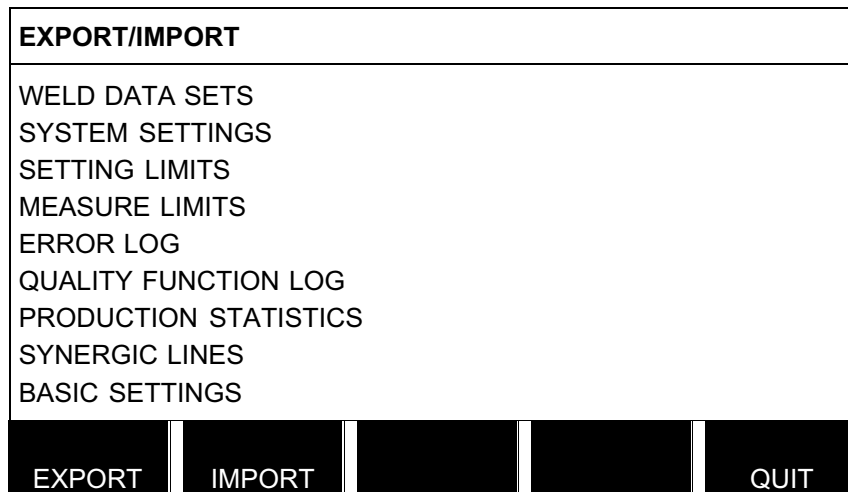 EXPORT/IMPORT
WELD DATA SETS
SYSTEM SETTINGS
SETTING LIMITS
MEASURE LIMITS
ERROR LOG
QUALITY FUNCTION LOG
PRODUCTION STATISTICS
SYNERGIC LINES
BASIC SETTINGS
EXPORT IMPORT QUIT